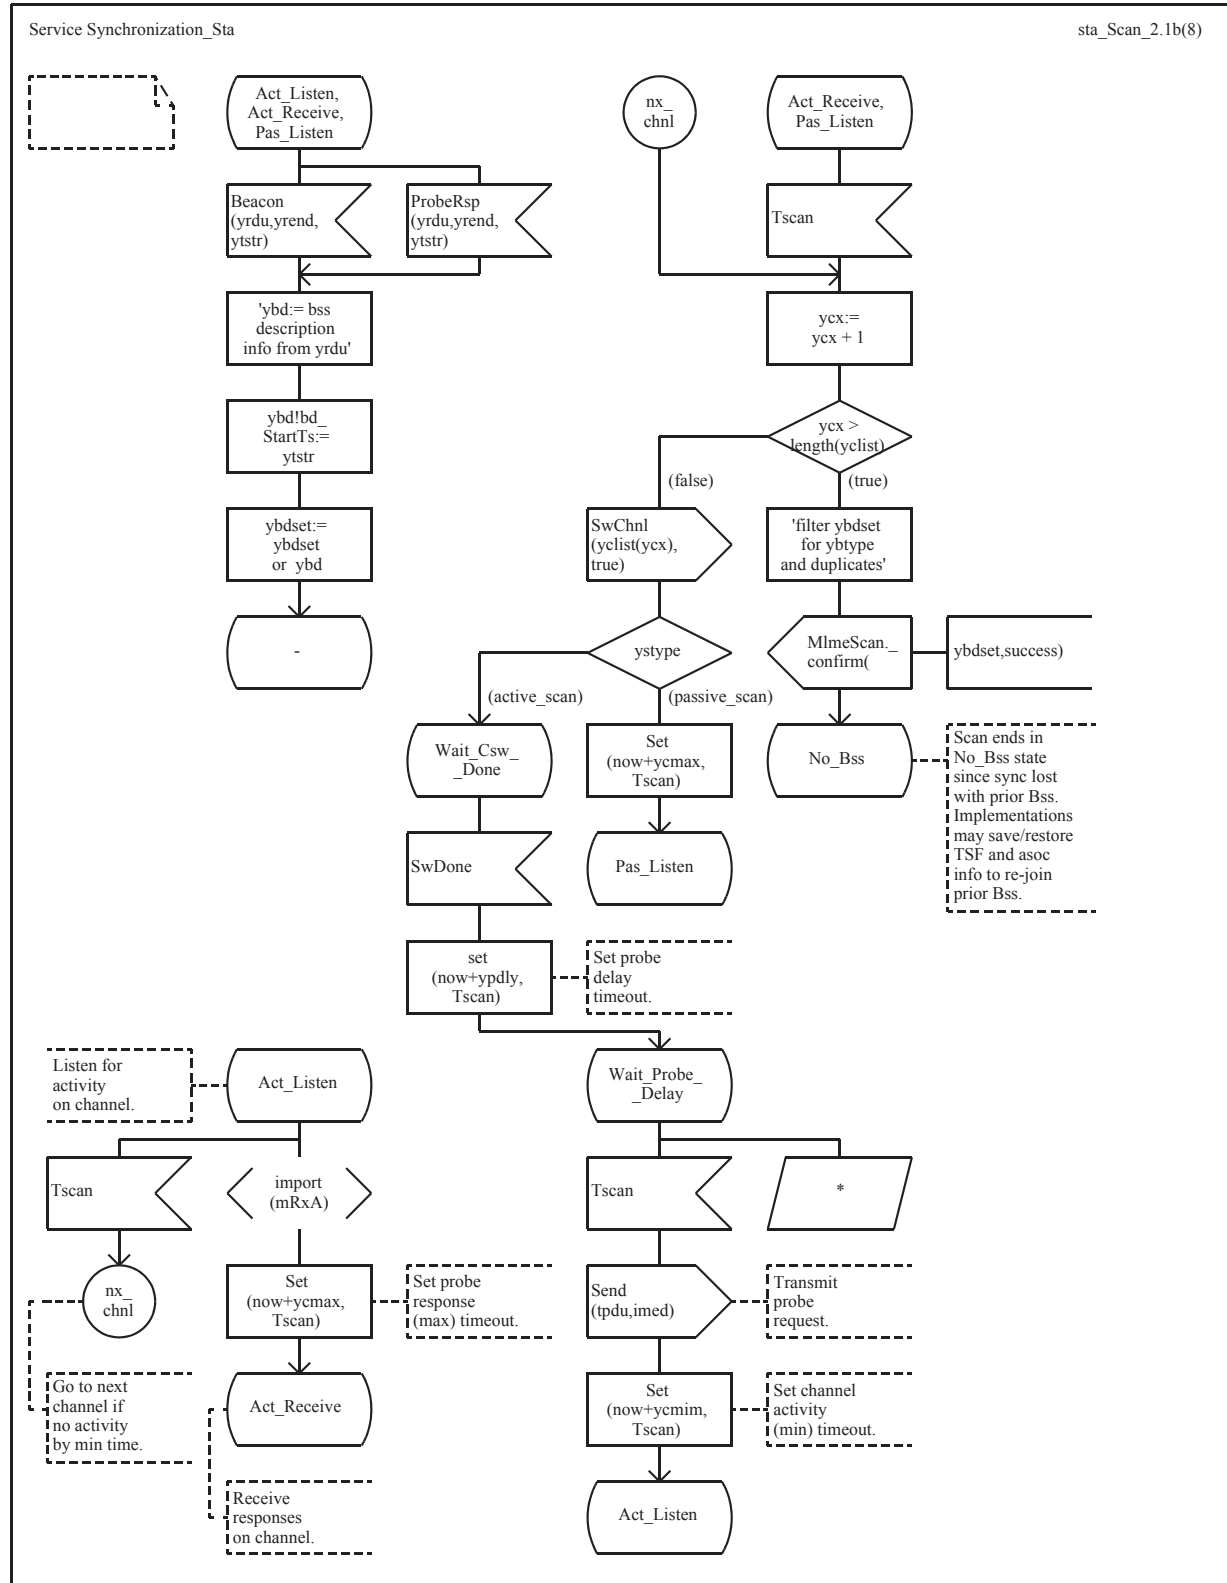 Service Synchronization_Sta
sta_Scan_2.1b(8)
Act_Listen,
Act_Receive,
Pas_Listen
Beacon
(yrdu,yrend,
ytstr)
ProbeRsp
(yrdu,yrend,
ytstr)
'ybd:= bss
description
info from yrdu'
ybd!bd_
StartTs:=
ytstr
ybdset:=
ybdset
or ybd
-
nx_
chnl
Act_Receive,
Pas_Listen
Tscan
ycx:=
ycx + 1
ycx >
length(yclist)
(false)
(true)
SwChnl
(yclist(ycx),
true)
'filter ybdset
for ybtype
and duplicates'
ystype
MlmeScan._
confirm(
ybdset,success)
(active_scan)
(passive_scan)
Wait_Csw_
_Done
Set
(now+ycmax,
Tscan)
No_Bss
Scan ends in
No_Bss state
since sync lost
with prior Bss.
Implementations
may save/restore
TSF and asoc
info to re-join
prior Bss.
SwDone
Pas_Listen
set
(now+ypdly,
Tscan)
Set probe
delay
timeout.
Listen for
activity
on channel.
Act_Listen
Tscan
import
(mRxA)
nx_
chnl
Set
(now+ycmax,
Tscan)
Set probe
response
(max) timeout.
Go to next
channel if
no activity
by min time.
Act_Receive
Receive
responses
on channel.
Wait_Probe_
_Delay
Tscan
*
Send
(tpdu,imed)
Transmit
probe
request.
Set
(now+ycmim,
Tscan)
Set channel
activity
(min) timeout.
Act_Listen